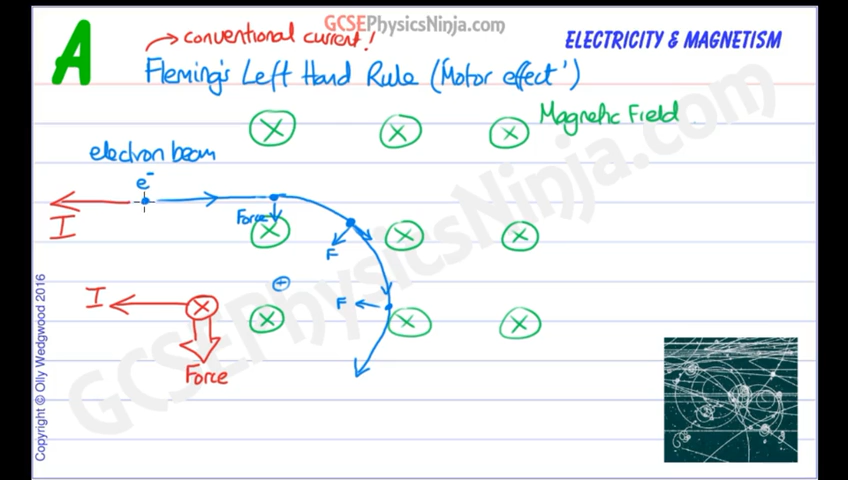 GCSEPhysicsNinja.com
A
conventional current!
ELECTRICITY & MAGNETISM
Fleming's Left Hand Rule (Motor effect')
Magnetic Field
electron beam
e⁻
I
Force
F
+
I
F
Force
Copyright © Olly Wedgwood 2016
GCSEPhysicsNinja.com